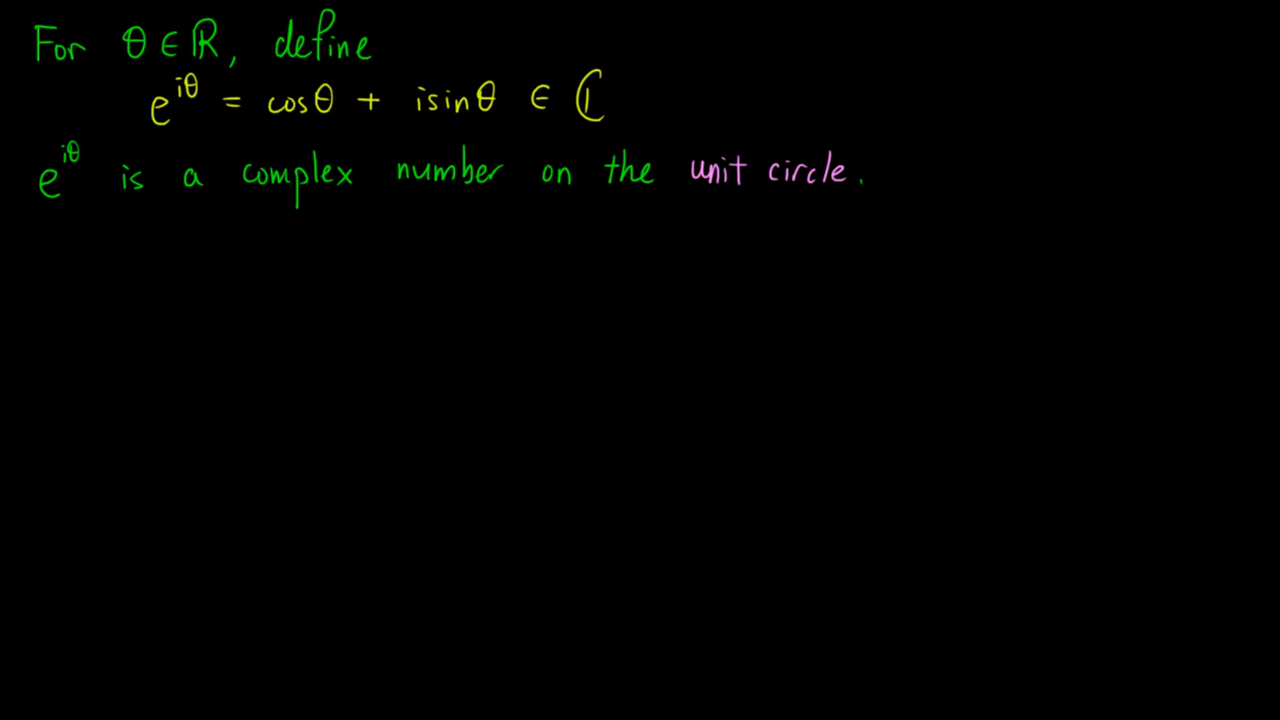 For θ ∈ ℝ, define
e^{iθ} = cosθ + isinθ ∈ ℂ
e^{iθ} is a complex number on the unit circle.